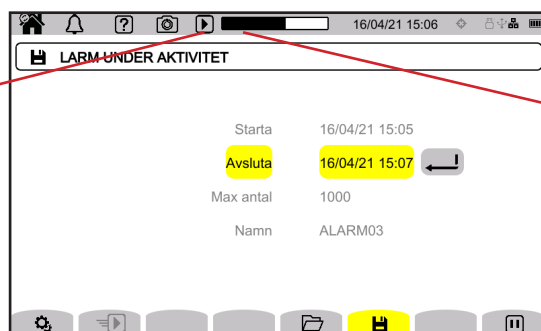 16/04/21 15:06
LARM UNDER AKTIVITET
Starta 16/04/21 15:05
Avsluta 16/04/21 15:07
Max antal 1000
Namn ALARM03